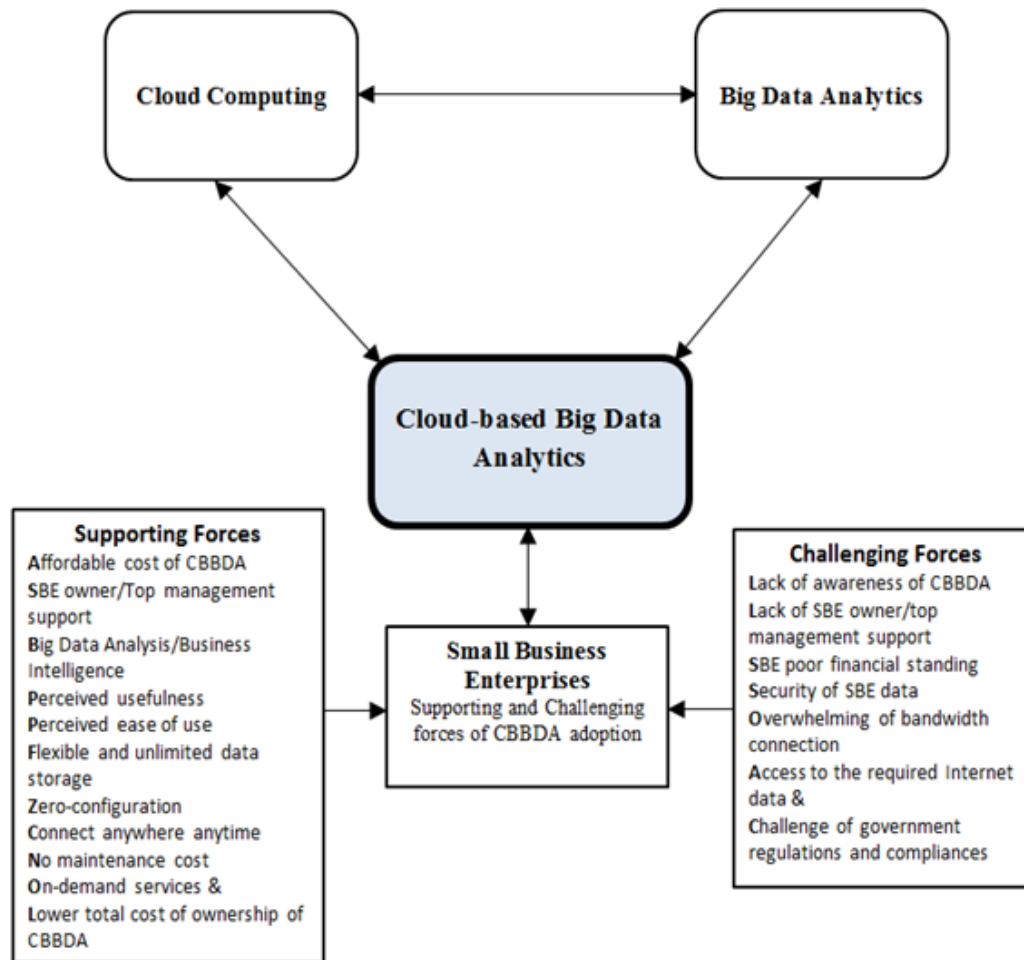 Cloud Computing
Big Data Analytics
Cloud-based Big Data
Analytics
Supporting Forces
Affordable cost of CBBDA
SBE owner/Top management
support
Big Data Analysis/Business
Intelligence
Perceived usefulness
Perceived ease of use
Flexible and unlimited data
storage
Zero-configuration
Connect anywhere anytime
No maintenance cost
On-demand services &
Lower total cost of ownership of
CBBDA
Small Business
Enterprises
Supporting and Challenging
forces of CBBDA adoption
Challenging Forces
Lack of awareness of CBBDA
Lack of SBE owner/top
management support
SBE poor financial standing
Security of SBE data
Overwhelming of bandwidth
connection
Access to the required Internet
data &
Challenge of government
regulations and compliances